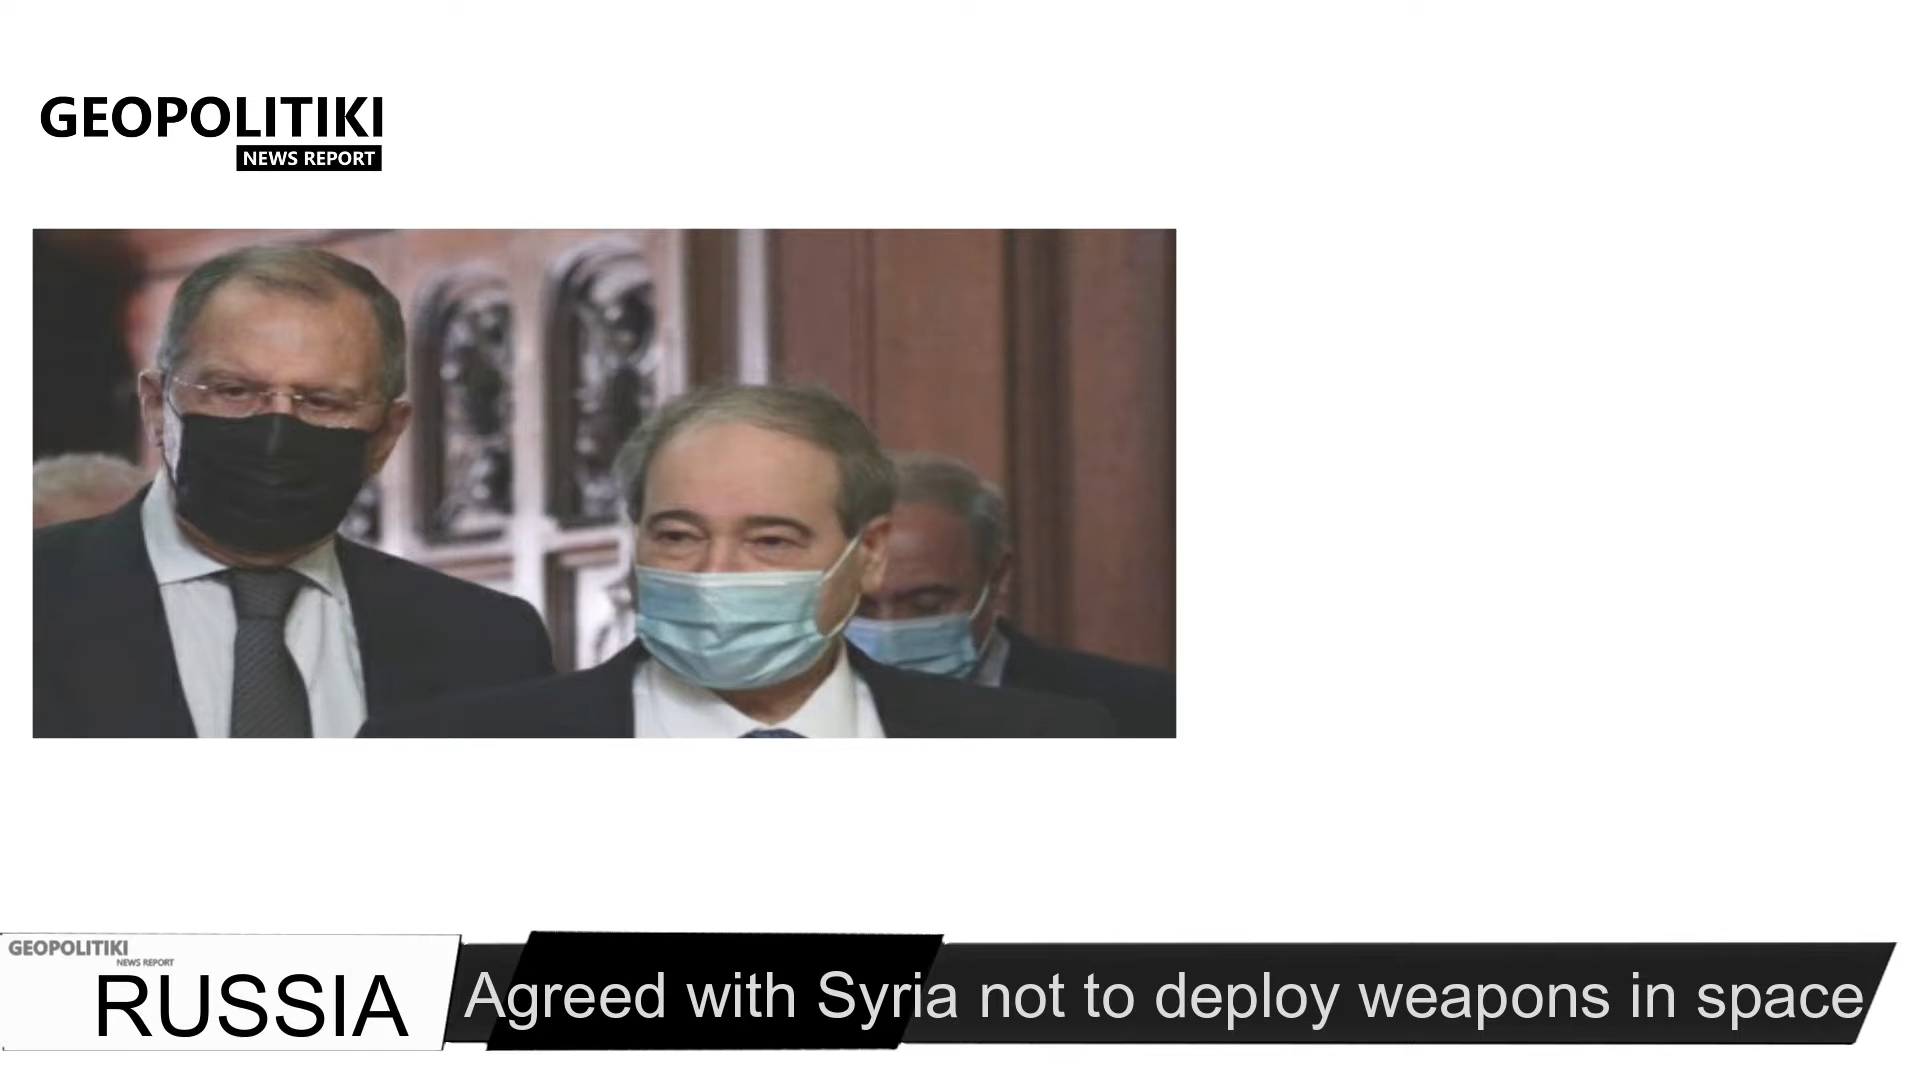 GEOPOLITIKI
NEWS REPORT
GEOPOLITIKI
NEWS REPORT
RUSSIA
Agreed with Syria not to deploy weapons in space